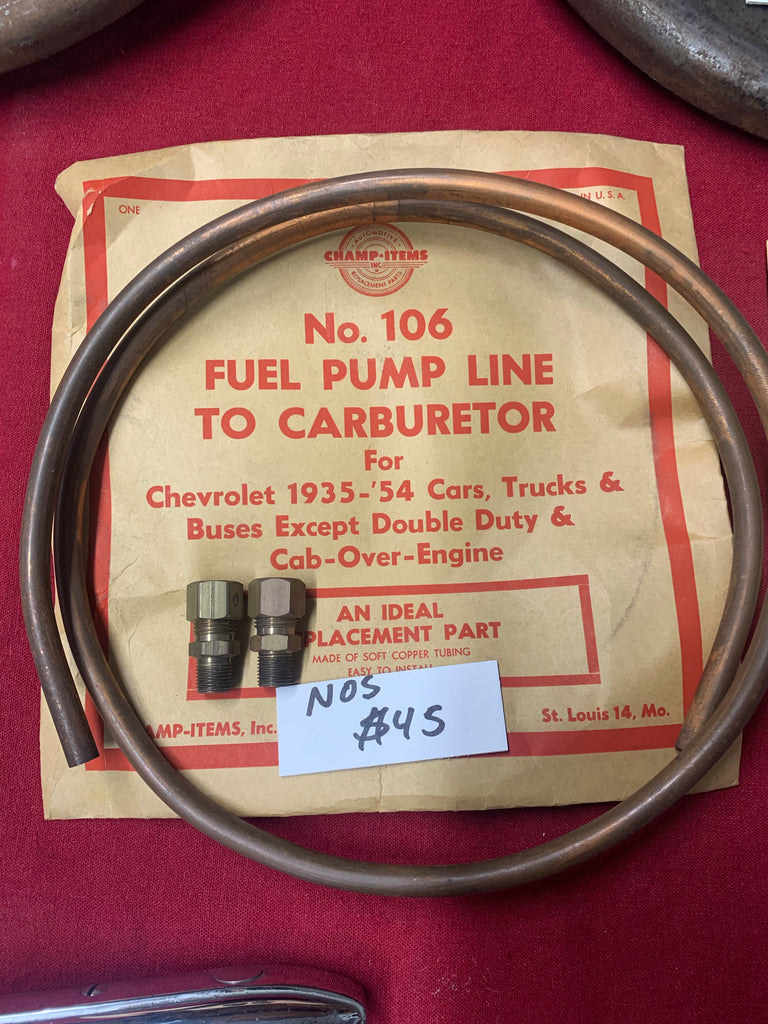 ONE
IN U.S.A.
AUTOMOTIVE
CHAMP-ITEMS
INC.
REPLACEMENT PARTS
No. 106
FUEL PUMP LINE
TO CARBURETOR
For
Chevrolet 1935-'54 Cars, Trucks &
Buses Except Double Duty &
Cab-Over-Engine
AN IDEAL
PLACEMENT PART
MADE OF SOFT COPPER TUBING
EASY TO INSTALL
NOS
$45
AMP-ITEMS, Inc.
St. Louis 14, Mo.